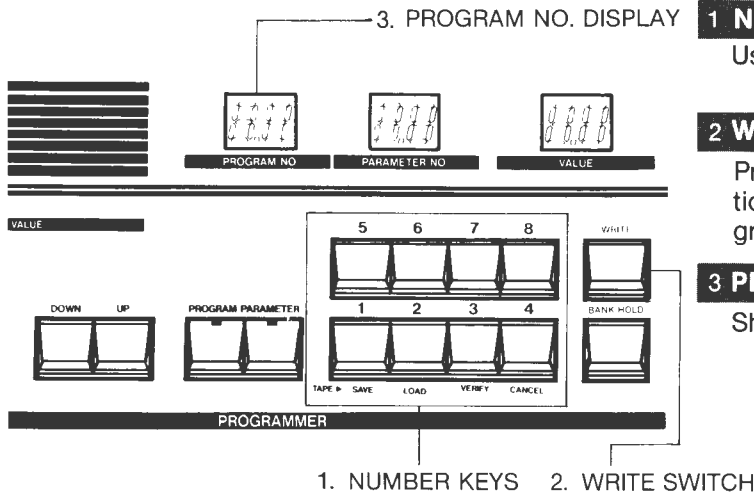 3. PROGRAM NO. DISPLAY
PROGRAM NO
PARAMETER NO
VALUE
VALUE
5 6 7 8
WRITE
DOWN UP
PROGRAM PARAMETER
1 2 3 4
BANK HOLD
TAPE ▶ SAVE LOAD VERIFY CANCEL
PROGRAMMER
1. NUMBER KEYS 2. WRITE SWITCH
1 N
Us
2 W
Pr
tio
gr
3 P
Sh